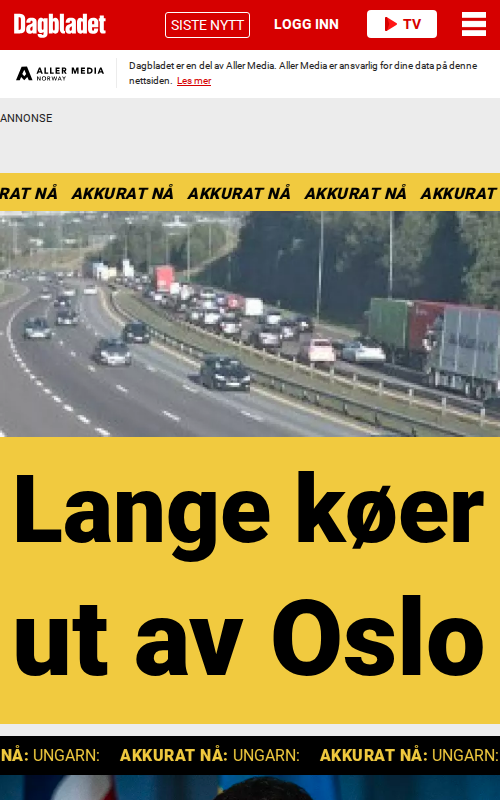 Dagbladet SISTE NYTT LOGG INN TV
ALLER MEDIA
NORWAY
Dagbladet er en del av Aller Media. Aller Media er ansvarlig for dine data på denne
nettsiden. Les mer
ANNONSE
RAT NÅ AKKURAT NÅ AKKURAT NÅ AKKURAT NÅ AKKURAT
Lange køer
ut av Oslo
NÅ: UNGARN: AKKURAT NÅ: UNGARN: AKKURAT NÅ: UNGARN: